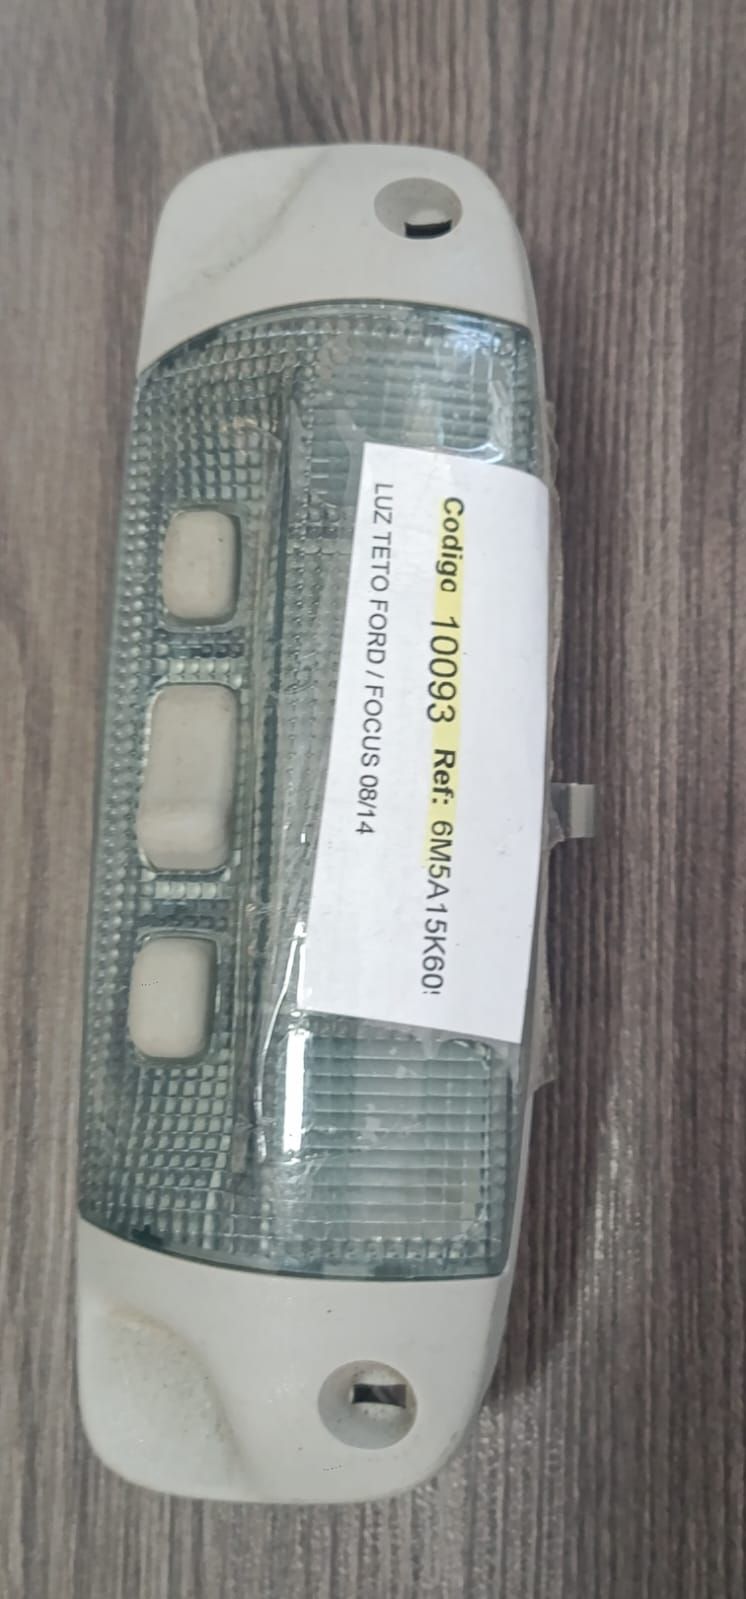 Codigo 10093 Ref: 6M5A15K60
LUZ TETO FORD / FOCUS 08/14